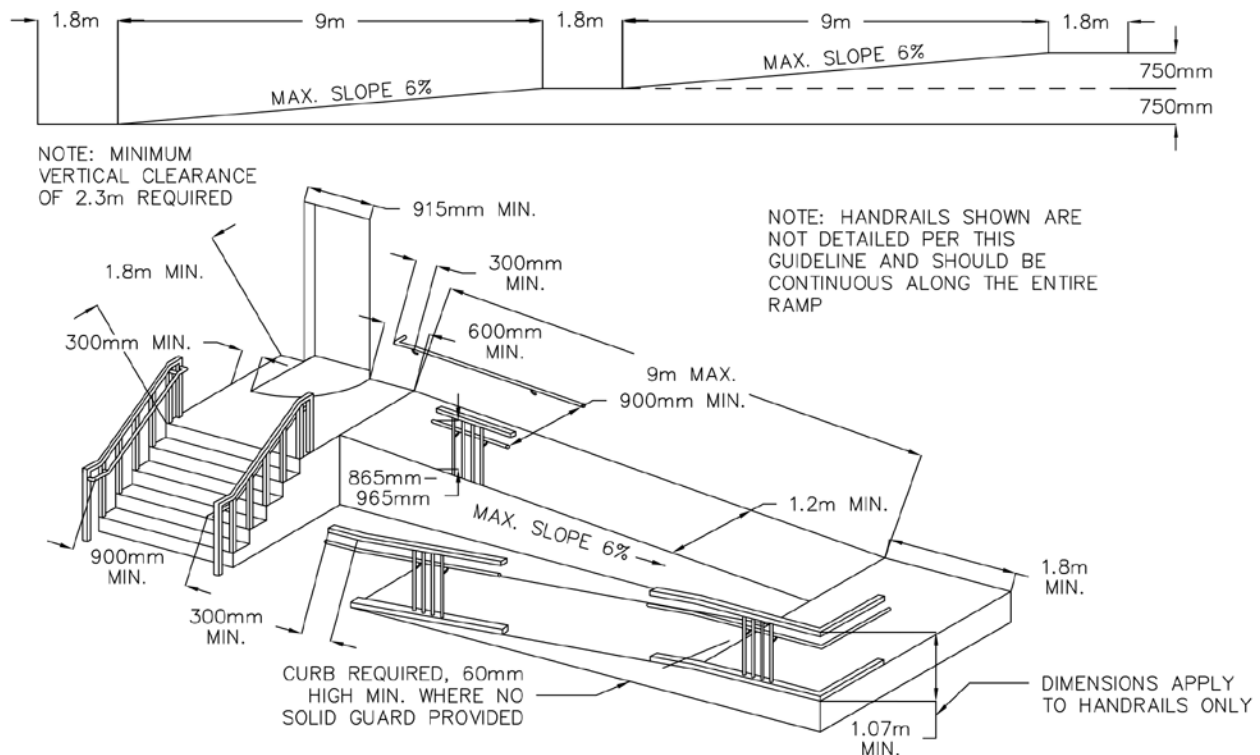 1.8m
9m
1.8m
9m
1.8m
MAX. SLOPE 6%
MAX. SLOPE 6%
750mm
750mm
NOTE: MINIMUM
VERTICAL CLEARANCE
OF 2.3m REQUIRED
915mm MIN.
NOTE: HANDRAILS SHOWN ARE
NOT DETAILED PER THIS
GUIDELINE AND SHOULD BE
CONTINUOUS ALONG THE ENTIRE
RAMP
1.8m MIN.
300mm
MIN.
300mm MIN.
600mm
MIN.
9m MAX.
900mm MIN.
865mm–
965mm
MAX. SLOPE 6%
1.2m MIN.
900mm
MIN.
1.8m
MIN.
300mm
MIN.
CURB REQUIRED, 60mm
HIGH MIN. WHERE NO
SOLID GUARD PROVIDED
DIMENSIONS APPLY
TO HANDRAILS ONLY
1.07m
MIN.